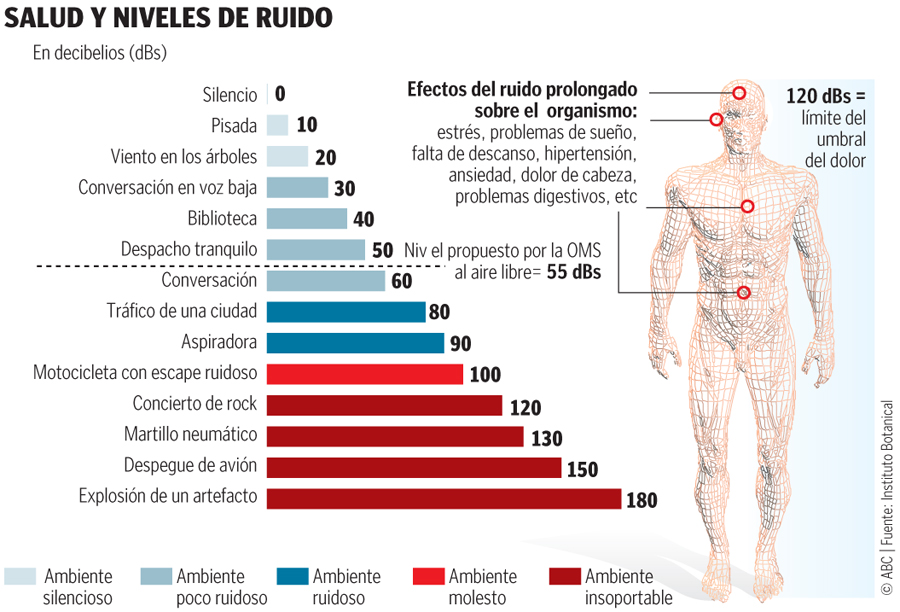 SALUD Y NIVELES DE RUIDO
En decibelios (dBs)
Silencio 0
Pisada 10
Viento en los árboles 20
Conversación en voz baja 30
Biblioteca 40
Despacho tranquilo 50
Conversación 60
Tráfico de una ciudad 80
Aspiradora 90
Motocicleta con escape ruidoso 100
Concierto de rock 120
Martillo neumático 130
Despegue de avión 150
Explosión de un artefacto 180
Niv el propuesto por la OMS
al aire libre= 55 dBs
Efectos del ruido prolongado
sobre el organismo:
estrés, problemas de sueño,
falta de descanso, hipertensión,
ansiedad, dolor de cabeza,
problemas digestivos, etc
120 dBs =
límite del
umbral
del dolor
Ambiente
silencioso
Ambiente
poco ruidoso
Ambiente
ruidoso
Ambiente
molesto
Ambiente
insoportable
© ABC | Fuente: Instituto Botanical